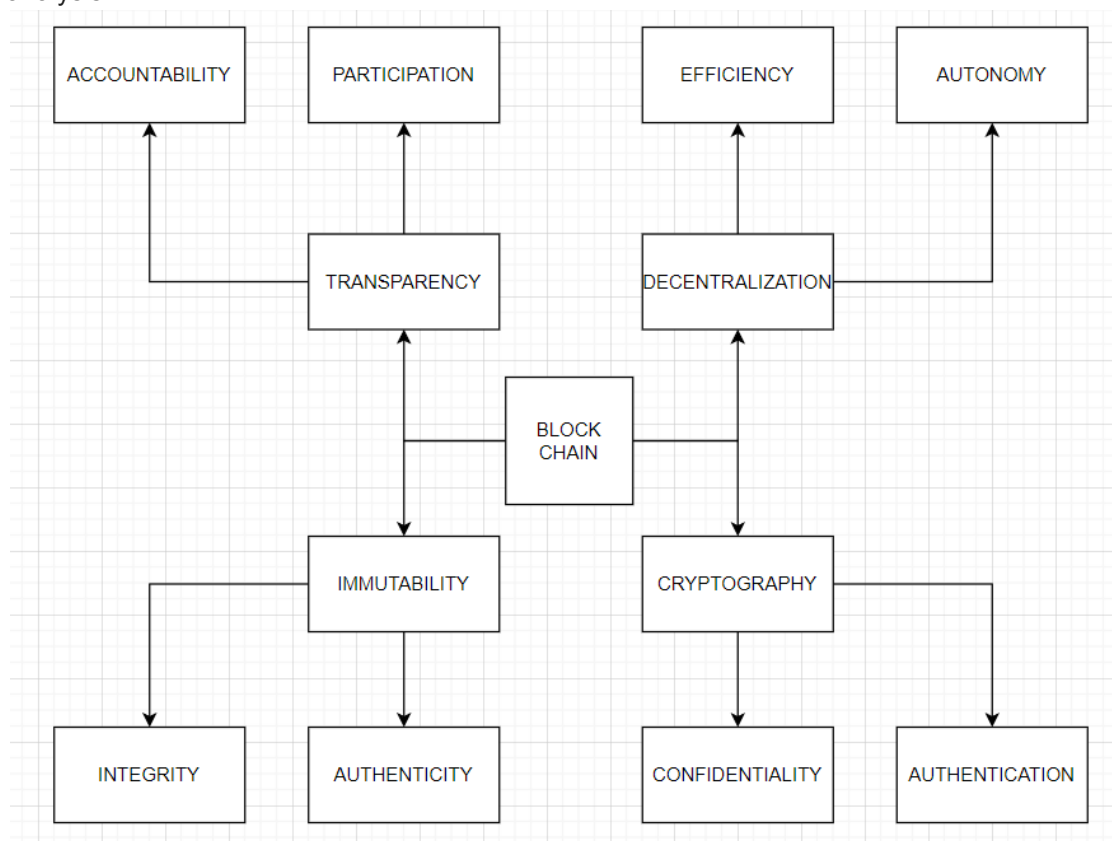 ACCOUNTABILITY
PARTICIPATION
EFFICIENCY
AUTONOMY
TRANSPARENCY
DECENTRALIZATION
BLOCK
CHAIN
IMMUTABILITY
CRYPTOGRAPHY
INTEGRITY
AUTHENTICITY
CONFIDENTIALITY
AUTHENTICATION